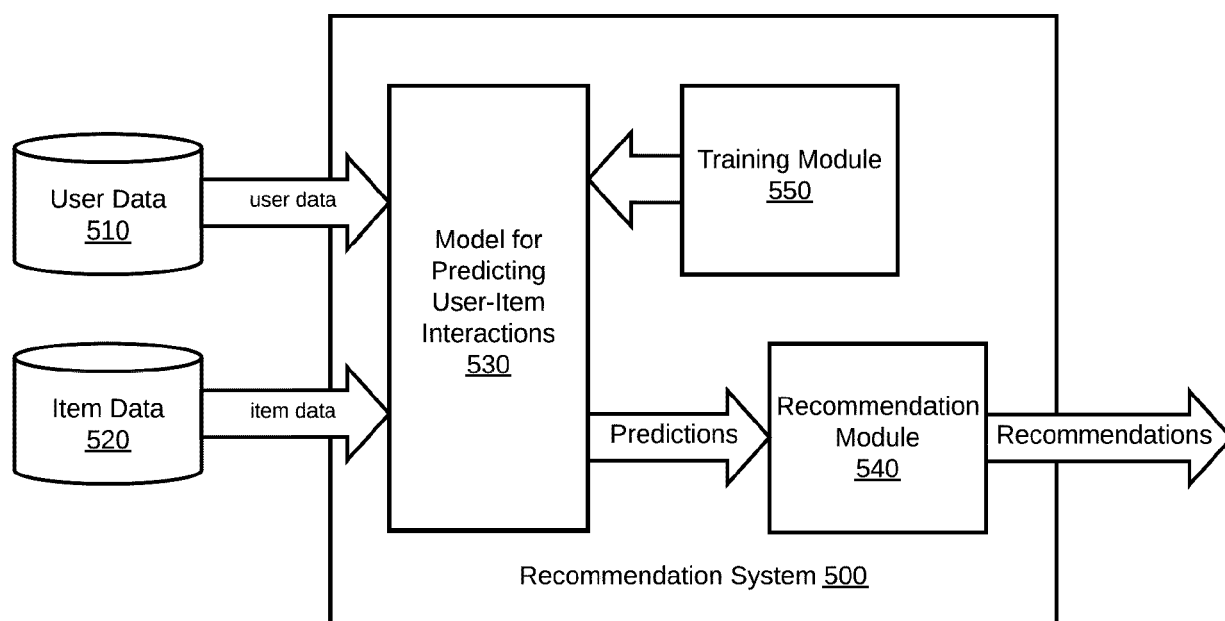 User Data
510
user data
Item Data
520
item data
Model for
Predicting
User-Item
Interactions
530
Training Module
550
Predictions
Recommendation
Module
540
Recommendations
Recommendation System 500